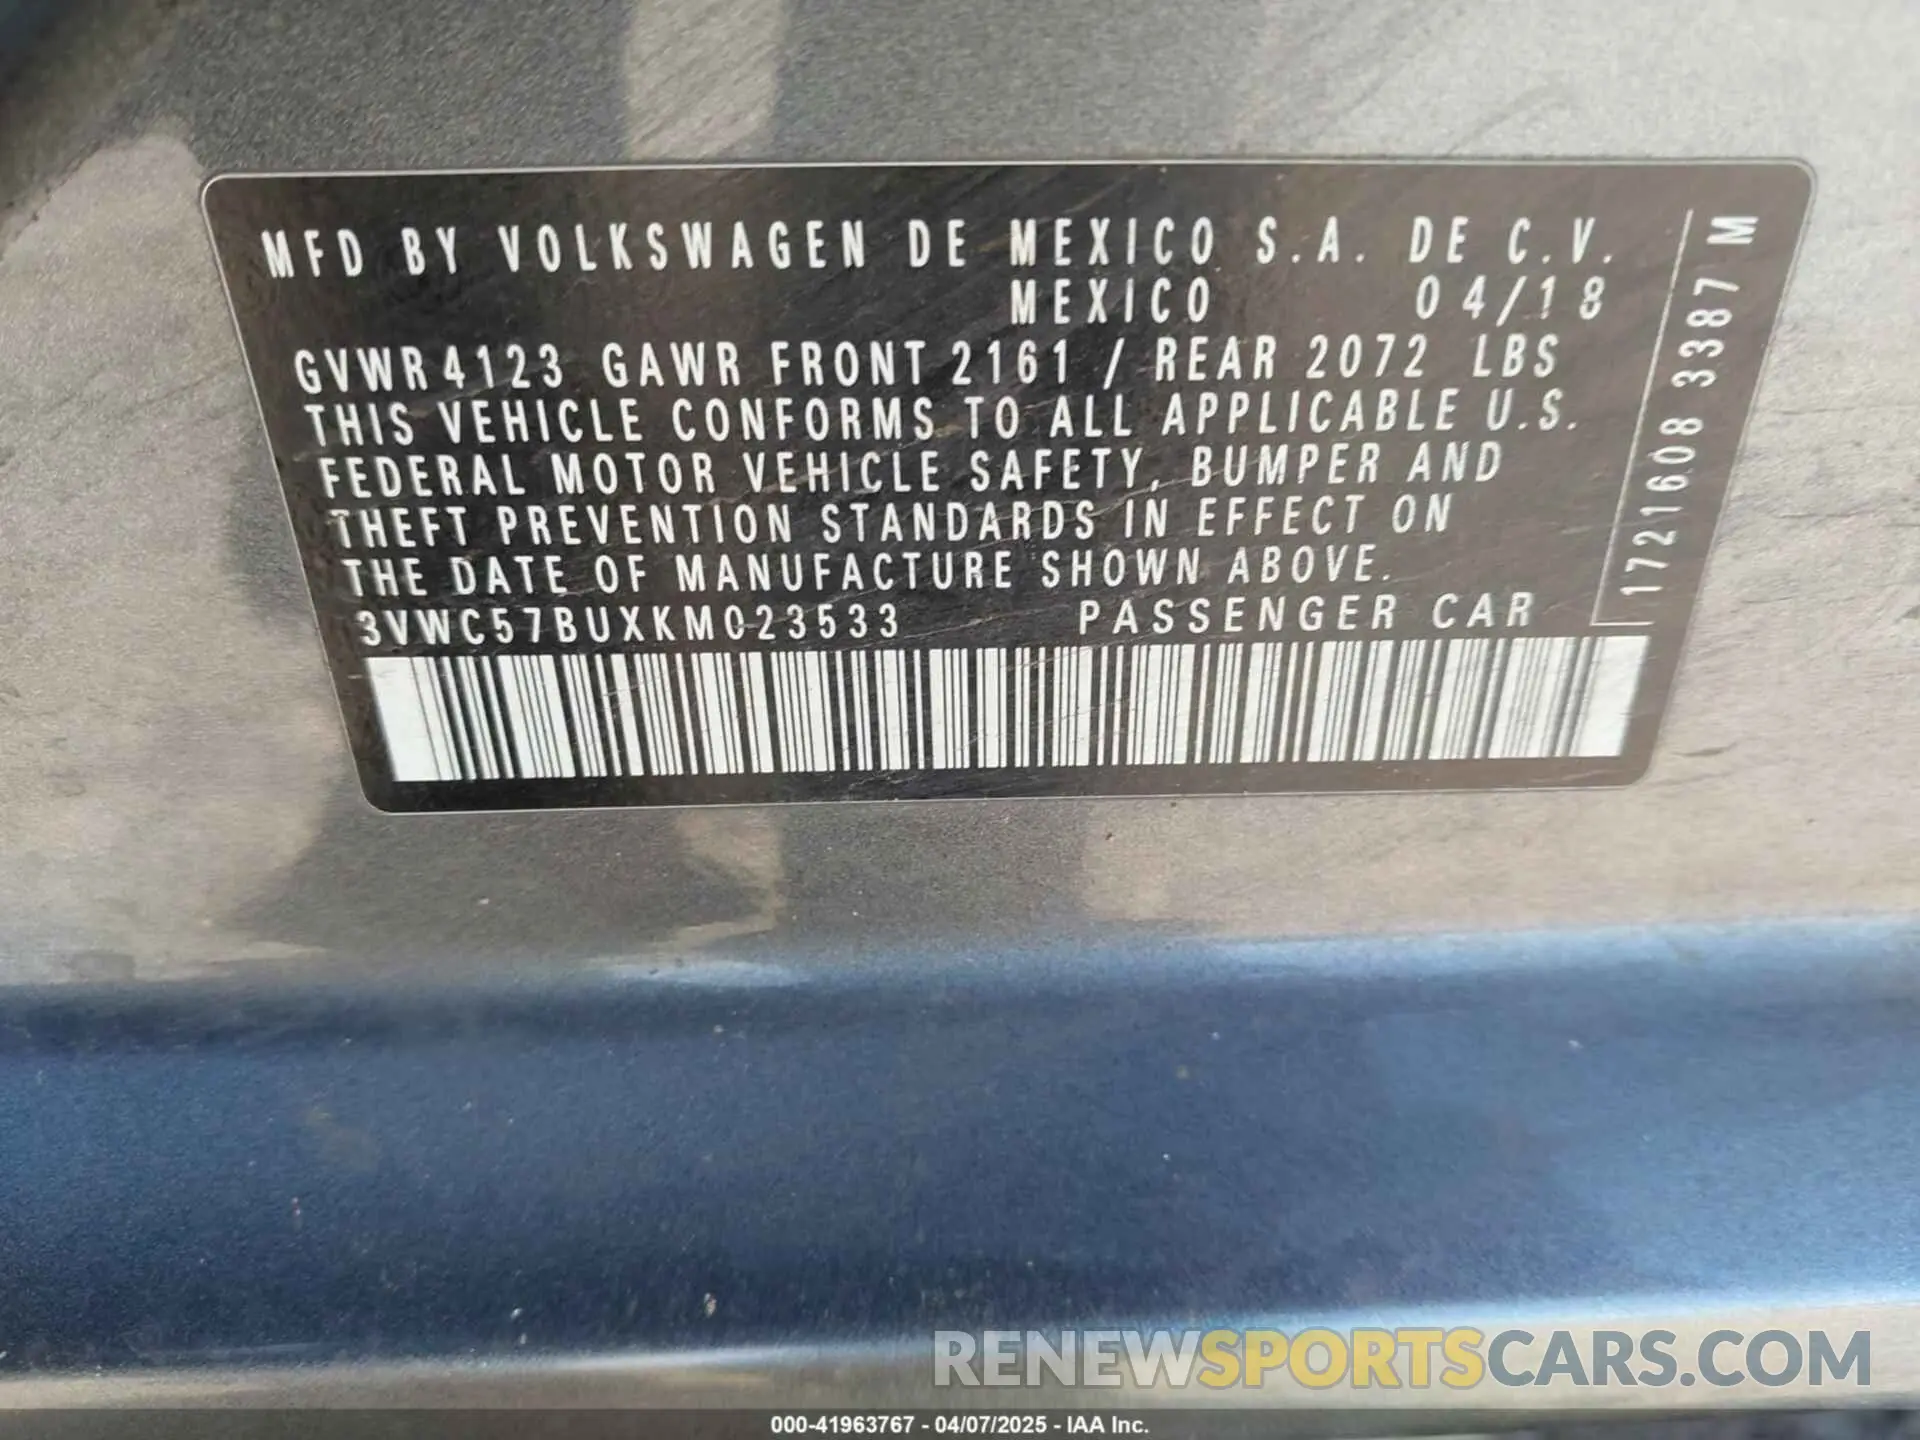 MFD BY VOLKSWAGEN DE MEXICO S.A. DE C.V.
MEXICO 04/18
GVWR 4123 GAWR FRONT 2161 / REAR 2072 LBS
THIS VEHICLE CONFORMS TO ALL APPLICABLE U.S.
FEDERAL MOTOR VEHICLE SAFETY, BUMPER AND
THEFT PREVENTION STANDARDS IN EFFECT ON
THE DATE OF MANUFACTURE SHOWN ABOVE.
3VWC57BUXKM023533 PASSENGER CAR
1721608 3387 M
RENEWSPORTSCARS.COM
000-41963767 - 04/07/2025 - IAA Inc.